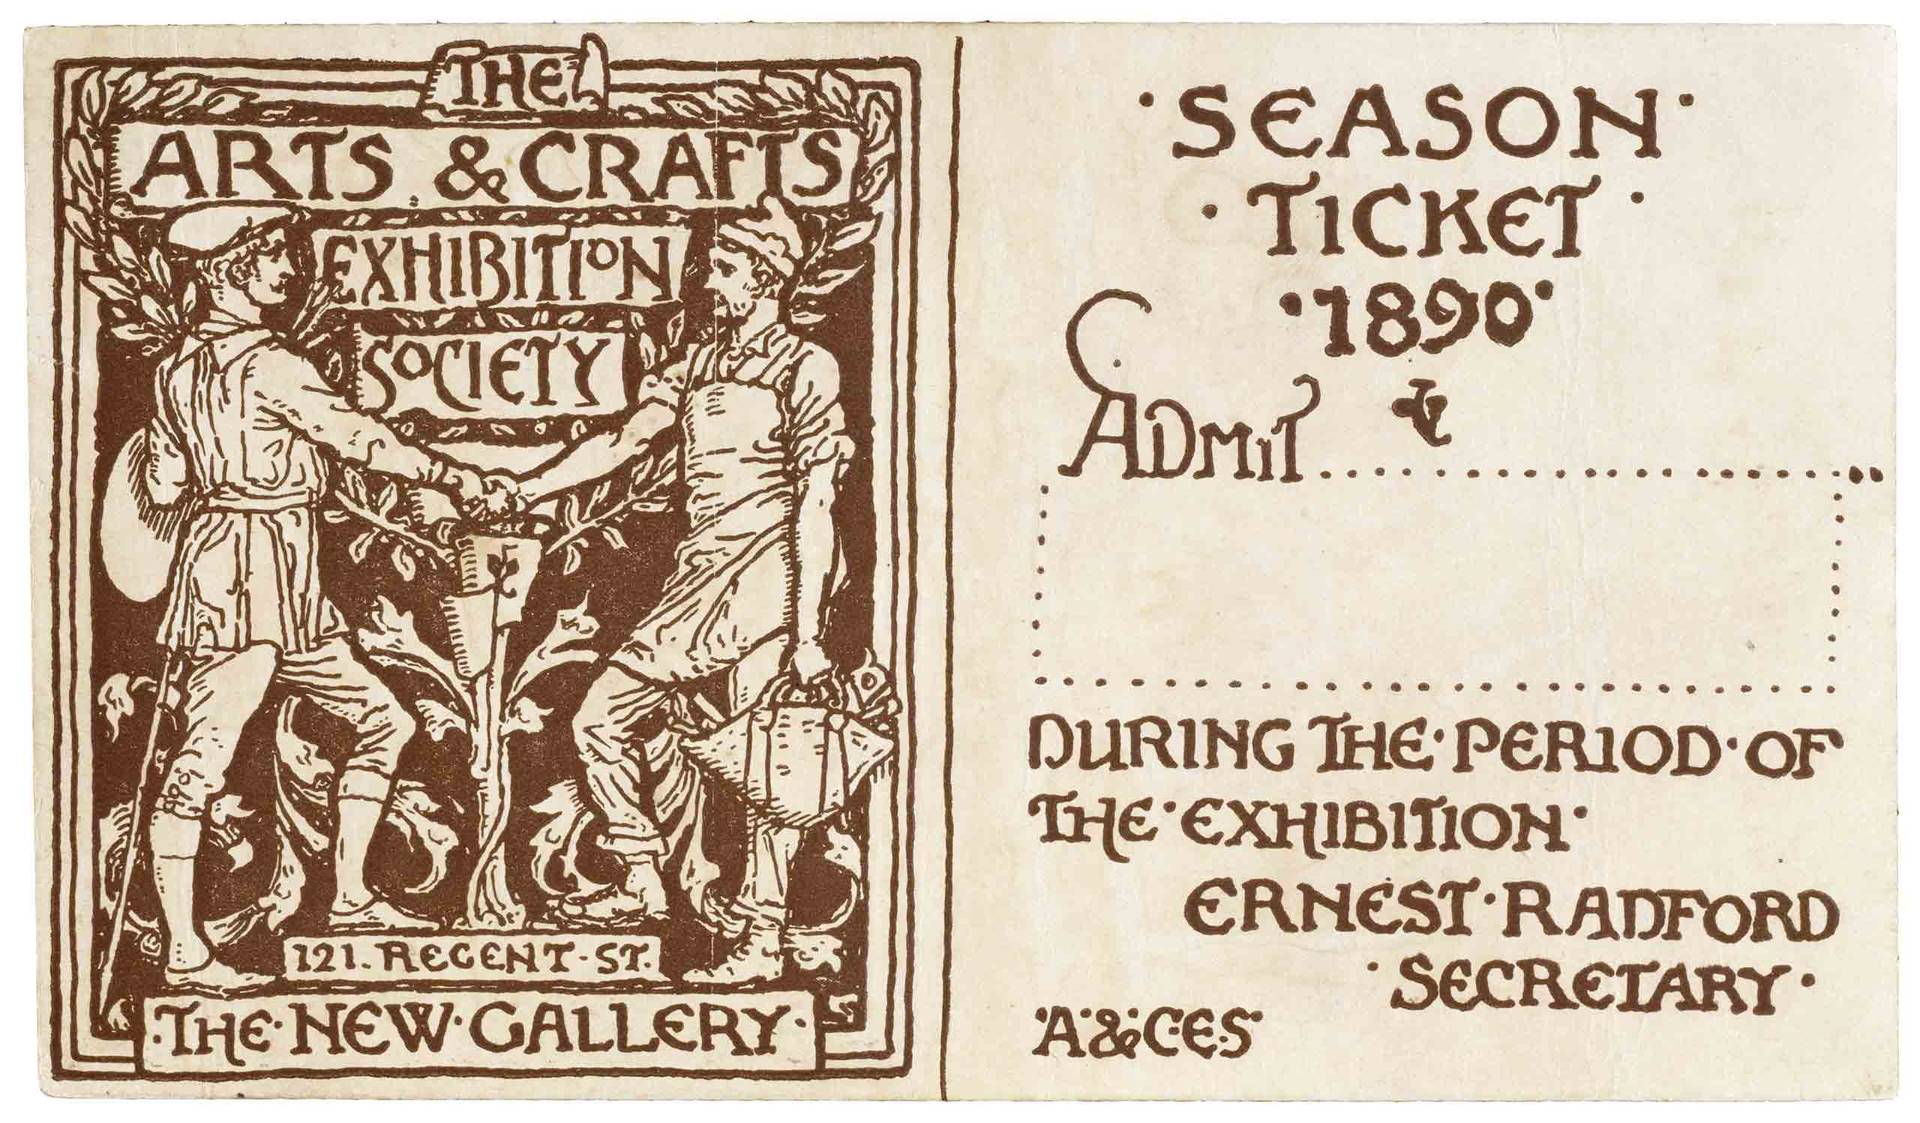 THE
ARTS & CRAFTS
EXHIBITION
SOCIETY
121. REGENT · ST.
· THE · NEW · GALLERY ·
· SEASON ·
· TICKET ·
· 1890 ·
ADMIT
DURING THE · PERIOD · OF
THE · EXHIBITION ·
ERNEST · RADFORD
· SECRETARY ·
· A · & · C · E · S ·